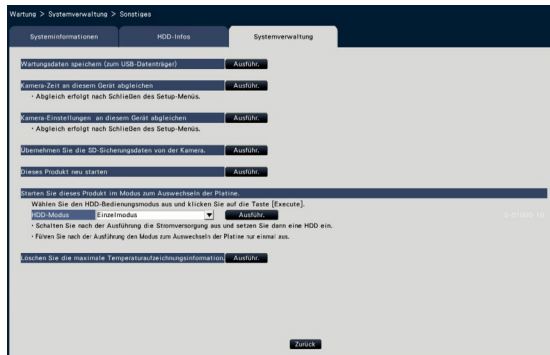 Wartung > Systemverwaltung > Sonstiges
Systeminformationen HDD-Infos Systemverwaltung
Wartungsdaten speichern (zum USB-Datenträger) Ausführ.
Kamera-Zeit an diesem Gerät abgleichen Ausführ.
· Abgleich erfolgt nach Schließen des Setup-Menüs.
Kamera-Einstellungen an diesem Gerät abgleichen Ausführ.
· Abgleich erfolgt nach Schließen des Setup-Menüs.
Übernehmen Sie die SD-Sicherungsdaten von der Kamera. Ausführ.
Dieses Produkt neu starten Ausführ.
Starten Sie dieses Produkt im Modus zum Auswechseln der Platine.
Wählen Sie den HDD-Bedienungsmodus aus und klicken Sie auf die Taste [Execute].
HDD-Modus Einzelmodus Ausführ.
· Schalten Sie nach der Ausführung die Stromversorgung aus und setzen Sie dann eine HDD ein.
· Führen Sie nach der Ausführung den Modus zum Auswechseln der Platine nur einmal aus.
Löschen Sie die maximale Temperaturaufzeichnungsinformation. Ausführ.
Zurück